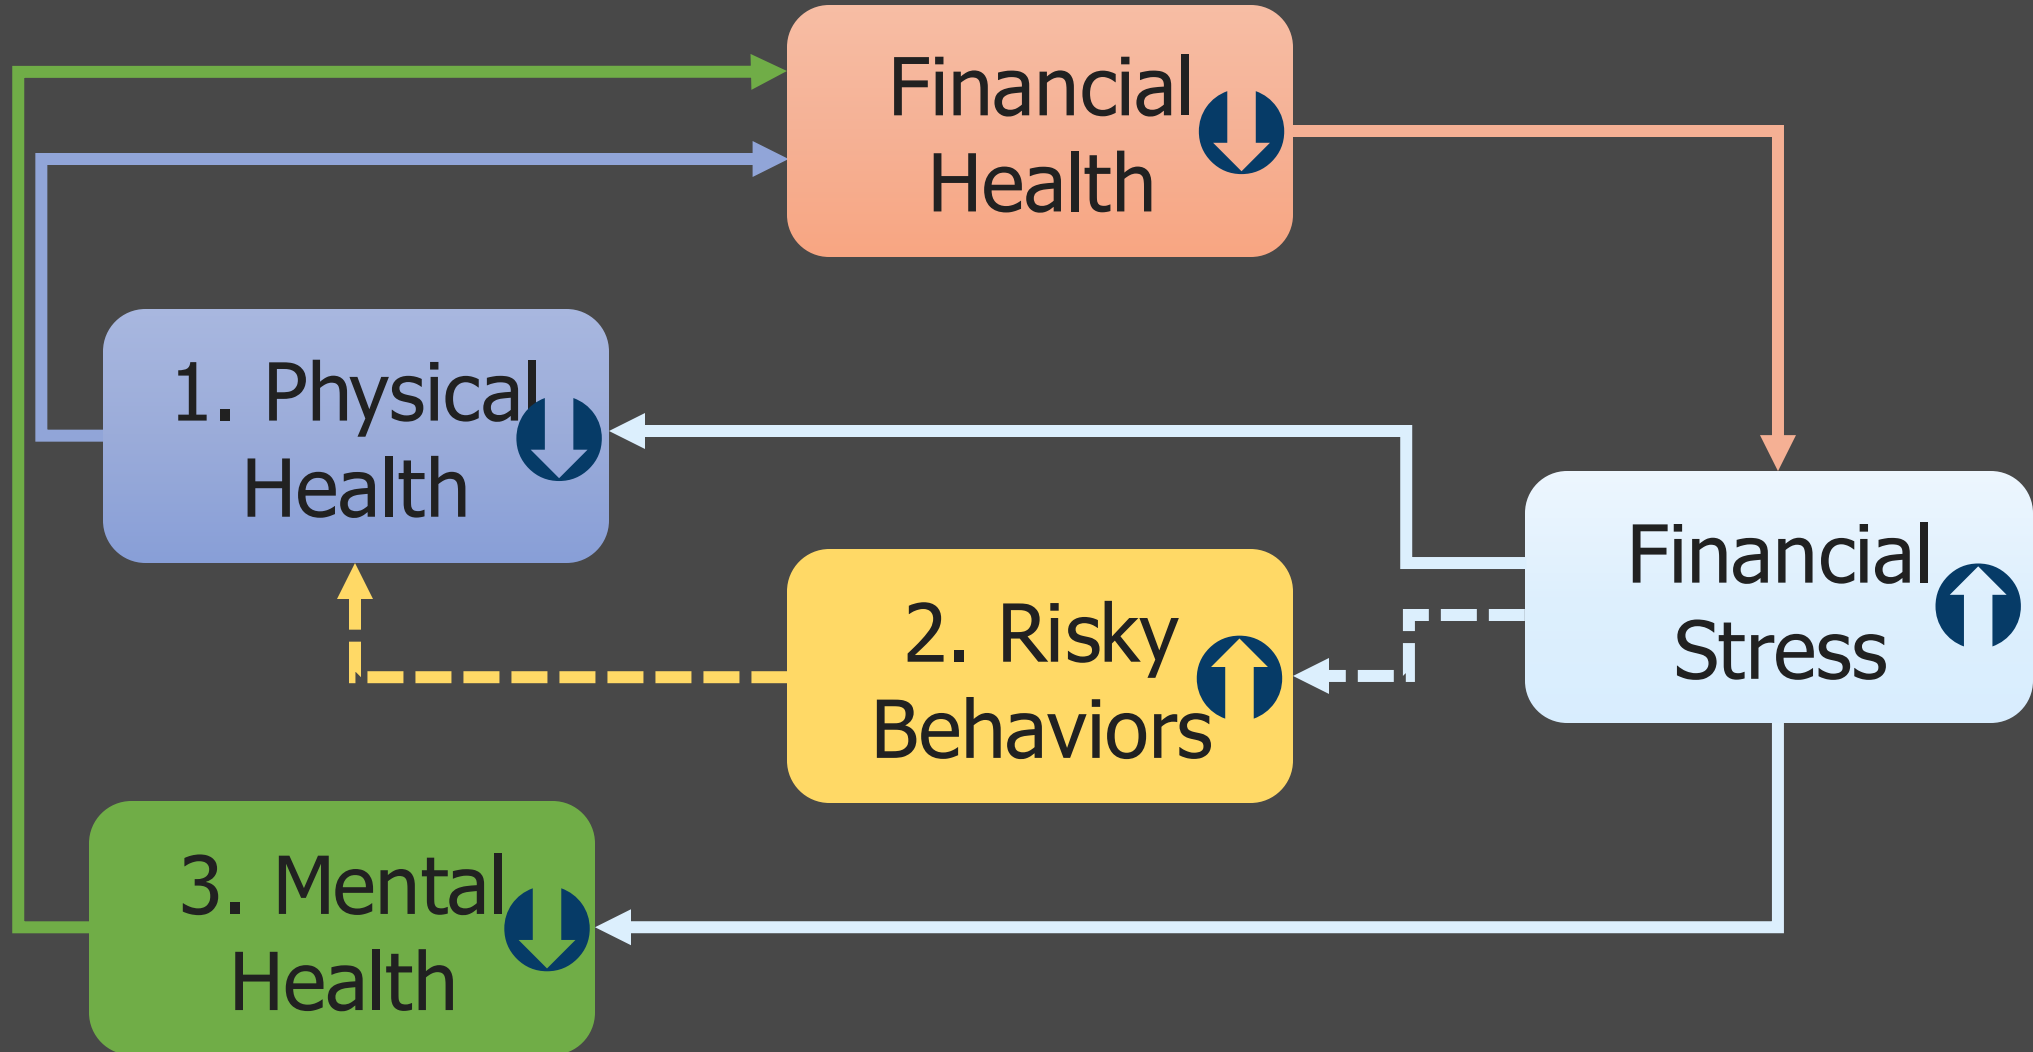 Financial
Health
1. Physical
Health
Financial
Stress
2. Risky
Behaviors
3. Mental
Health